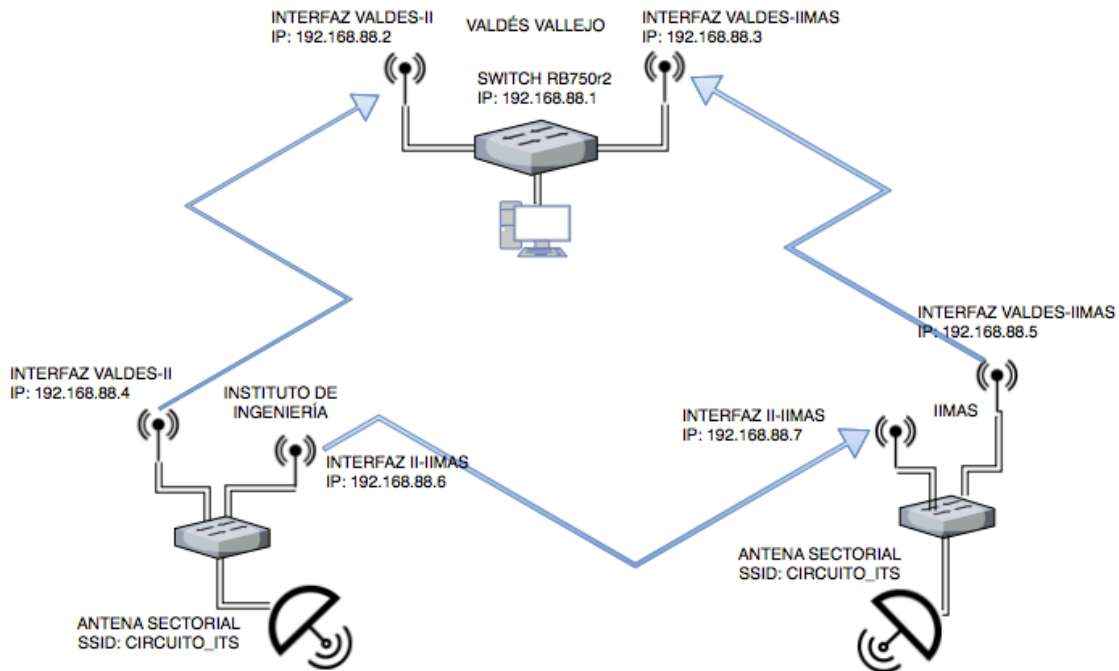 INTERFAZ VALDES-II
IP: 192.168.88.2
VALDÉS VALLEJO
INTERFAZ VALDES-IIMAS
IP: 192.168.88.3
SWITCH RB750r2
IP: 192.168.88.1
INTERFAZ VALDES-IIMAS
IP: 192.168.88.5
INTERFAZ VALDES-II
IP: 192.168.88.4
INSTITUTO DE
INGENIERÍA
INTERFAZ II-IIMAS
IP: 192.168.88.7
IIMAS
INTERFAZ II-IIMAS
IP: 192.168.88.6
ANTENA SECTORIAL
SSID: CIRCUITO_ITS
ANTENA SECTORIAL
SSID: CIRCUITO_ITS